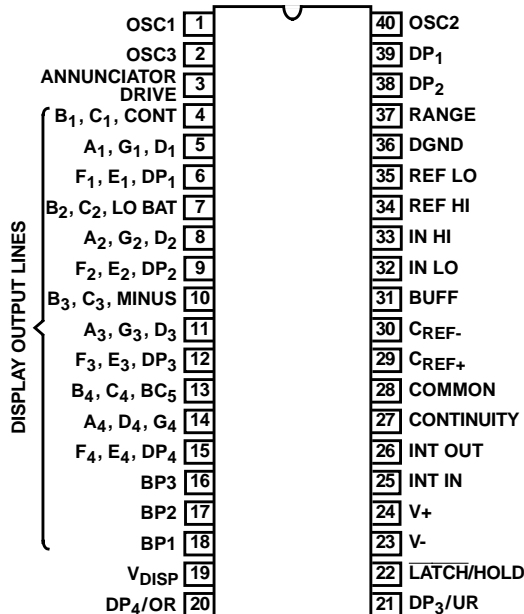 OSC1 1
OSC3 2
ANNUNCIATOR
DRIVE 3
B1, C1, CONT 4
A1, G1, D1 5
F1, E1, DP1 6
B2, C2, LO BAT 7
A2, G2, D2 8
F2, E2, DP2 9
B3, C3, MINUS 10
A3, G3, D3 11
F3, E3, DP3 12
B4, C4, BC5 13
A4, D4, G4 14
F4, E4, DP4 15
BP3 16
BP2 17
BP1 18
VDISP 19
DP4/OR 20
DISPLAY OUTPUT LINES
40 OSC2
39 DP1
38 DP2
37 RANGE
36 DGND
35 REF LO
34 REF HI
33 IN HI
32 IN LO
31 BUFF
30 CREF-
29 CREF+
28 COMMON
27 CONTINUITY
26 INT OUT
25 INT IN
24 V+
23 V-
22 LATCH/HOLD
21 DP3/UR